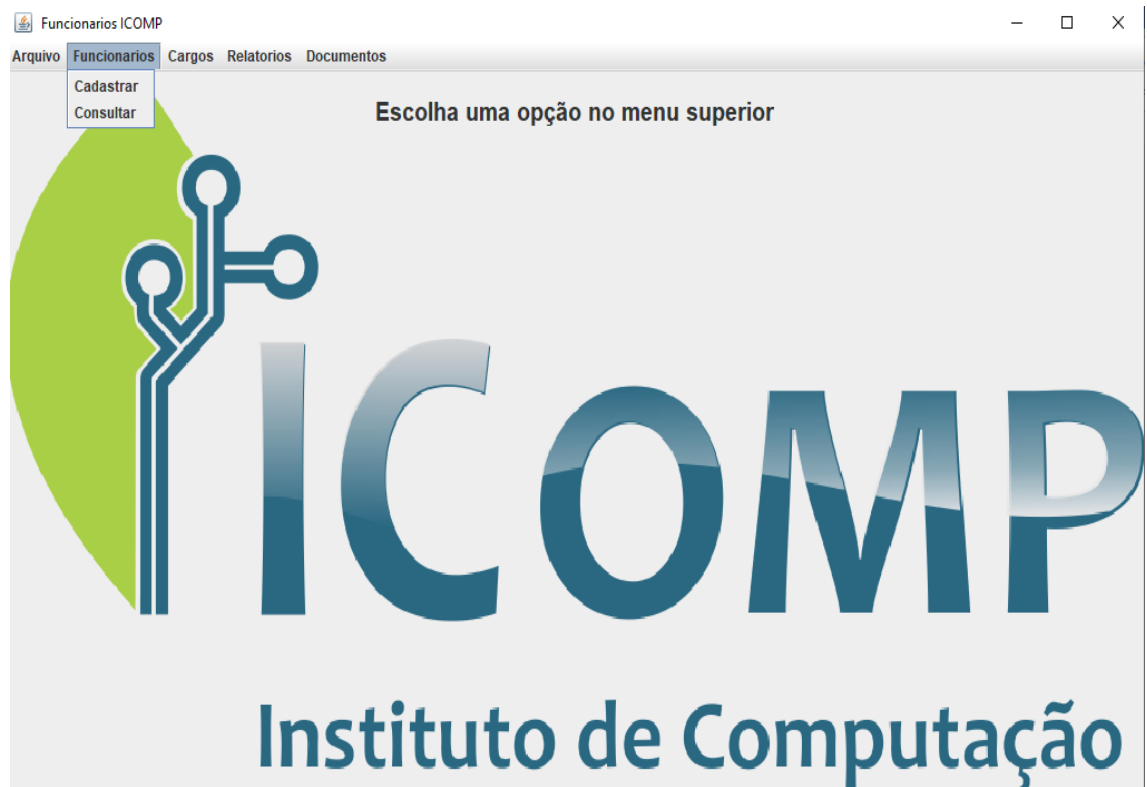 Funcionarios ICOMP
Arquivo Funcionarios Cargos Relatorios Documentos
Cadastrar
Consultar
Escolha uma opção no menu superior
ICOMP
Instituto de Computação